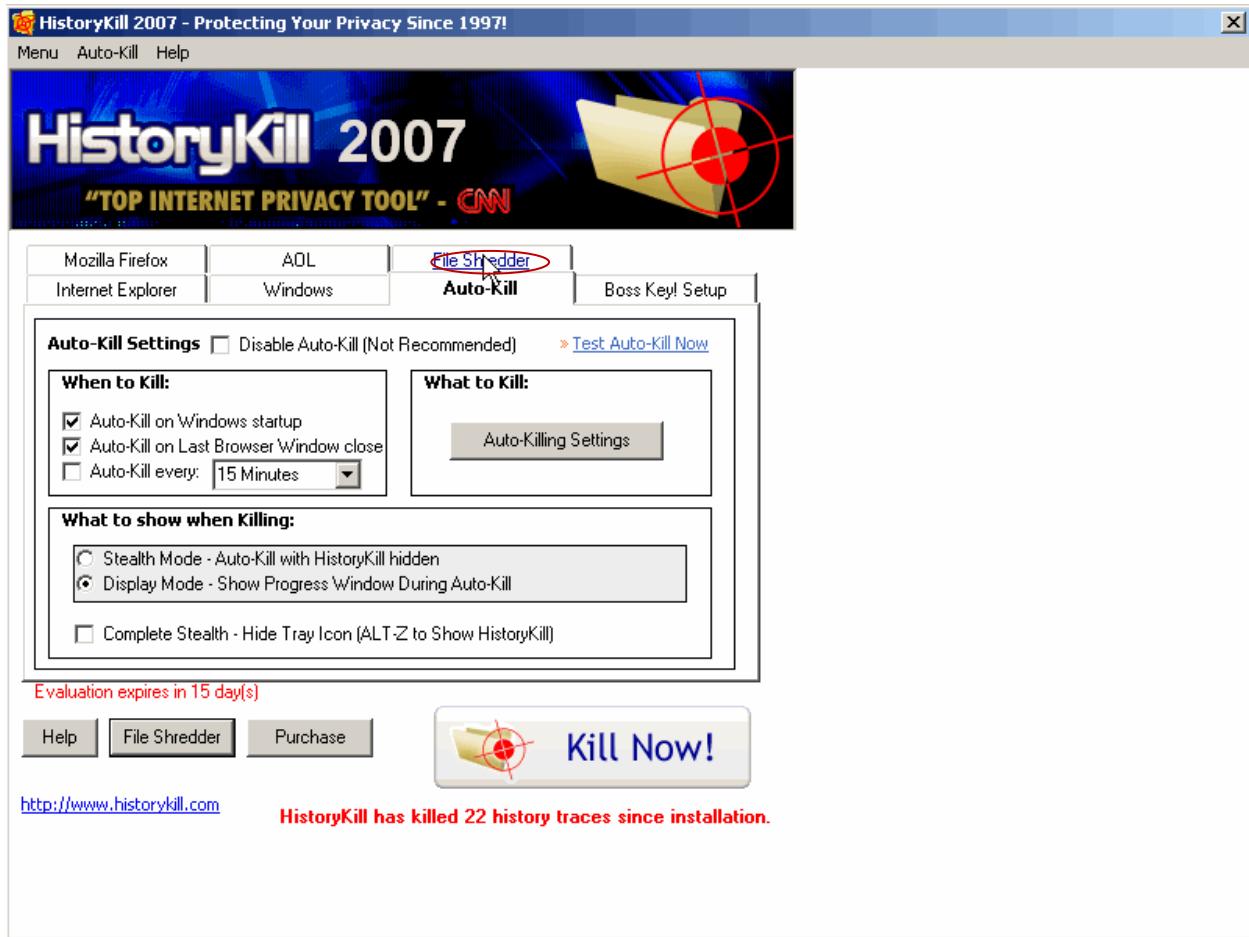 HistoryKill 2007 - Protecting Your Privacy Since 1997!
Menu Auto-Kill Help
HistoryKill 2007
"TOP INTERNET PRIVACY TOOL" - CNN
Mozilla Firefox AOL File Shredder
Internet Explorer Windows Auto-Kill Boss Key! Setup
Auto-Kill Settings Disable Auto-Kill (Not Recommended) » Test Auto-Kill Now
When to Kill: What to Kill:
Auto-Kill on Windows startup
Auto-Kill on Last Browser Window close
Auto-Killing Settings
Auto-Kill every: 15 Minutes
What to show when Killing:
Stealth Mode - Auto-Kill with HistoryKill hidden
Display Mode - Show Progress Window During Auto-Kill
Complete Stealth - Hide Tray Icon (ALT-Z to Show HistoryKill)
Evaluation expires in 15 day(s)
Help File Shredder Purchase Kill Now!
http://www.historykill.com
HistoryKill has killed 22 history traces since installation.